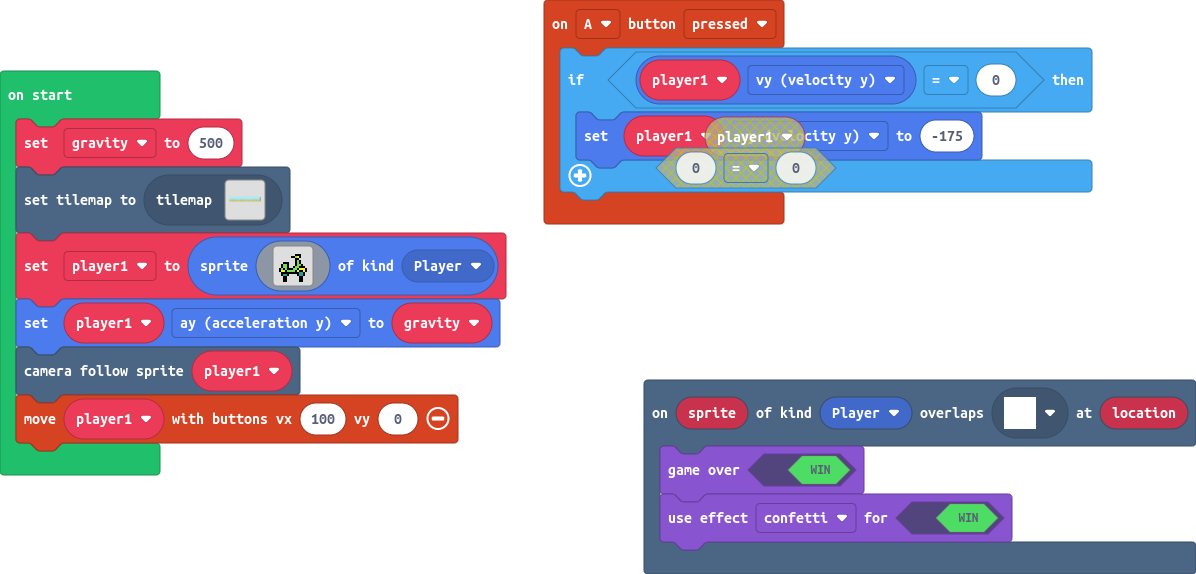 on start
set gravity to 500
set tilemap to tilemap
set player1 to sprite of kind Player
set player1 ay (acceleration y) to gravity
camera follow sprite player1
move player1 with buttons vx 100 vy 0
on A button pressed
if player1 vy (velocity y) = 0 then
set player1 player1 city y) to -175
0 = 0
on sprite of kind Player overlaps at location
game over WIN
use effect confetti for WIN